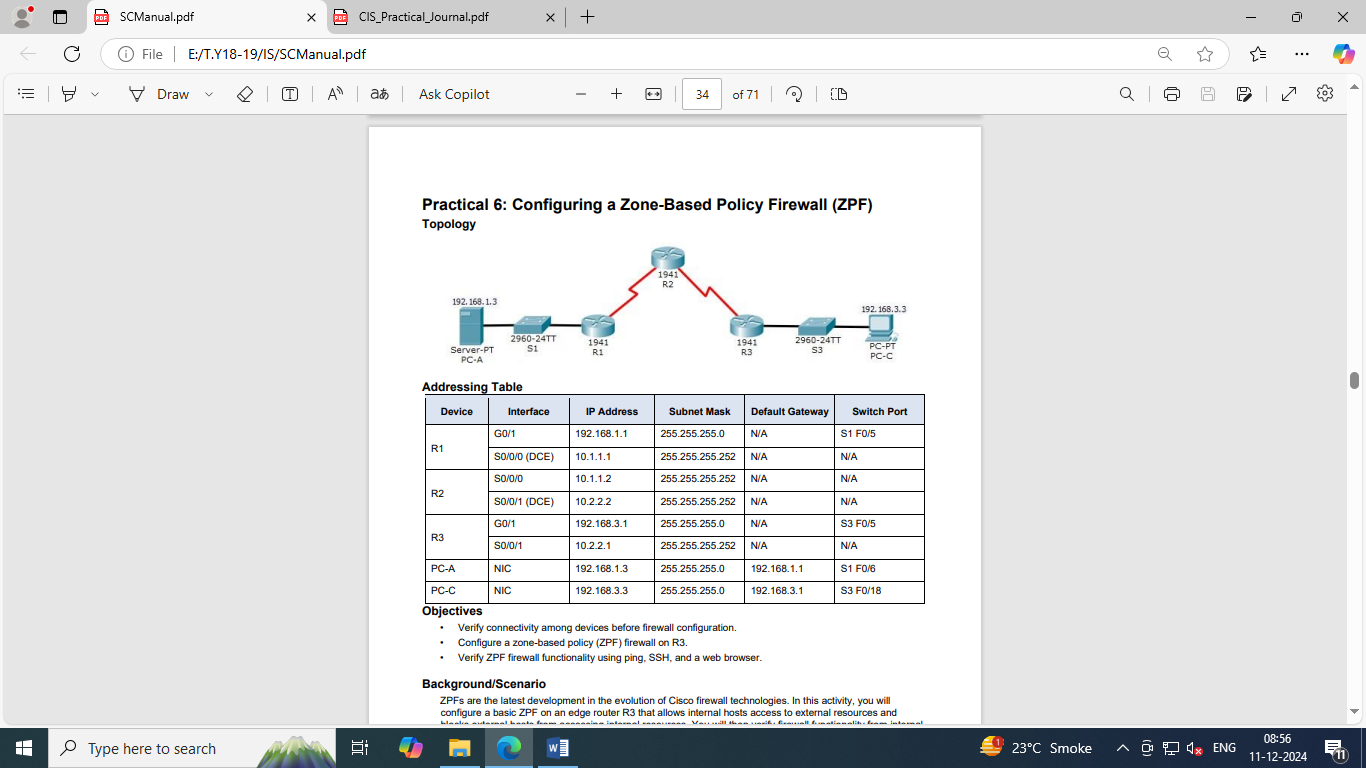 SCManual.pdf
CIS_Practical_Journal.pdf
File
E:/T.Y18-19/IS/SCManual.pdf
Draw
Ask Copilot
34 of 71
Practical 6: Configuring a Zone-Based Policy Firewall (ZPF)
Topology
1941
R2
192.168.1.3
192.168.3.3
Server-PT
PC-A
2960-24TT
S1
1941
R1
1941
R3
2960-24TT
S3
PC-PT
PC-C
Addressing Table
Device Interface IP Address Subnet Mask Default Gateway Switch Port
R1 G0/1 192.168.1.1 255.255.255.0 N/A S1 F0/5
S0/0/0 (DCE) 10.1.1.1 255.255.255.252 N/A N/A
R2 S0/0/0 10.1.1.2 255.255.255.252 N/A N/A
S0/0/1 (DCE) 10.2.2.2 255.255.255.252 N/A N/A
R3 G0/1 192.168.3.1 255.255.255.0 N/A S3 F0/5
S0/0/1 10.2.2.1 255.255.255.252 N/A N/A
PC-A NIC 192.168.1.3 255.255.255.0 192.168.1.1 S1 F0/6
PC-C NIC 192.168.3.3 255.255.255.0 192.168.3.1 S3 F0/18
Objectives
• Verify connectivity among devices before firewall configuration.
• Configure a zone-based policy (ZPF) firewall on R3.
• Verify ZPF firewall functionality using ping, SSH, and a web browser.
Background/Scenario
ZPFs are the latest development in the evolution of Cisco firewall technologies. In this activity, you will
configure a basic ZPF on an edge router R3 that allows internal hosts access to external resources and
Type here to search
23°C Smoke
ENG
08:56
11-12-2024
11